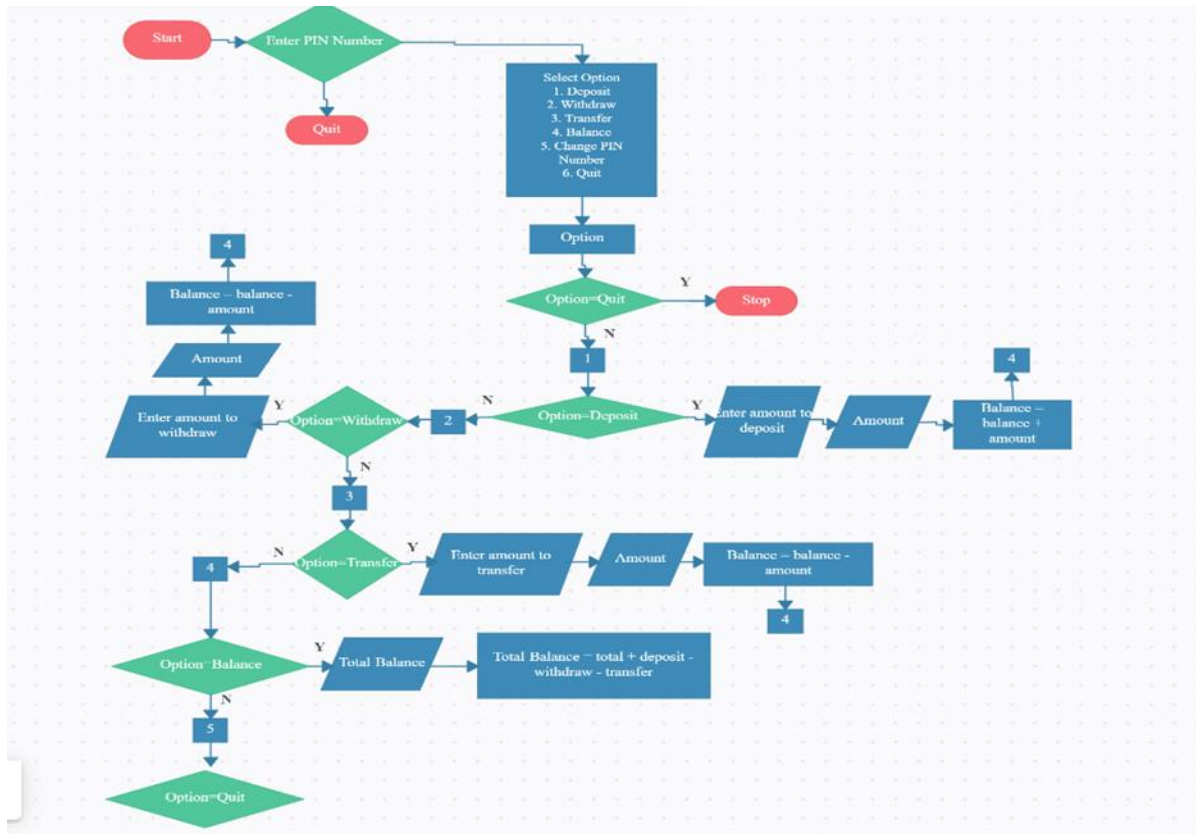 Start
Enter PIN Number
Quit
Select Option
1. Deposit
2. Withdraw
3. Transfer
4. Balance
5. Change PIN
Number
6. Quit
Option
Option=Quit
Y
Stop
N
1
4
Balance = balance -
amount
Amount
Enter amount to
withdraw
Y
Option=Withdraw
2
N
Option=Deposit
Y
Enter amount to
deposit
Amount
Balance =
balance +
amount
4
N
3
Option=Transfer
Y
Enter amount to
transfer
Amount
Balance = balance -
amount
4
N
4
Option=Balance
Y
Total Balance
Total Balance = total + deposit -
withdraw - transfer
N
5
Option=Quit